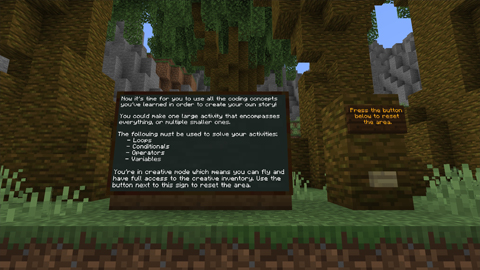 Now it's time for you to use all the coding concepts
you've learned in order to create your own story!
You could make one large activity that encompasses
everything, or multiple smaller ones.
The following must be used to solve your activities:
- Loops
- Conditionals
- Operators
- Variables
You're in creative mode which means you can fly and
have full access to the creative inventory. Use the
button next to this sign to reset the area.
Press the button
below to reset
the area.